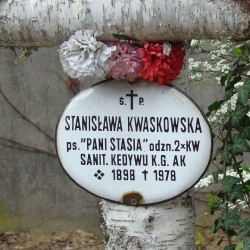 Ś. ✝ P.
STANISŁAWA KWASKOWSKA
ps. "PANI STASIA" odzn. 2×KW
SANIT. KEDYWU K.G. AK
❖ 1898 ✝ 1978